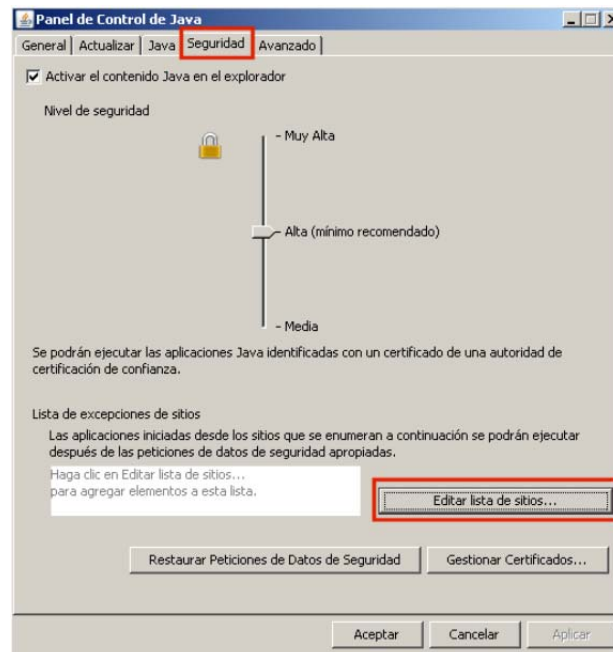 Panel de Control de Java
General Actualizar Java Seguridad Avanzado
Activar el contenido Java en el explorador
Nivel de seguridad
- Muy Alta
- Alta (mínimo recomendado)
- Media
Se podrán ejecutar las aplicaciones Java identificadas con un certificado de una autoridad de
certificación de confianza.
Lista de excepciones de sitios
Las aplicaciones iniciadas desde los sitios que se enumeran a continuación se podrán ejecutar
después de las peticiones de datos de seguridad apropiadas.
Haga clic en Editar lista de sitios...
para agregar elementos a esta lista.
Editar lista de sitios...
Restaurar Peticiones de Datos de Seguridad Gestionar Certificados...
Aceptar Cancelar Aplicar